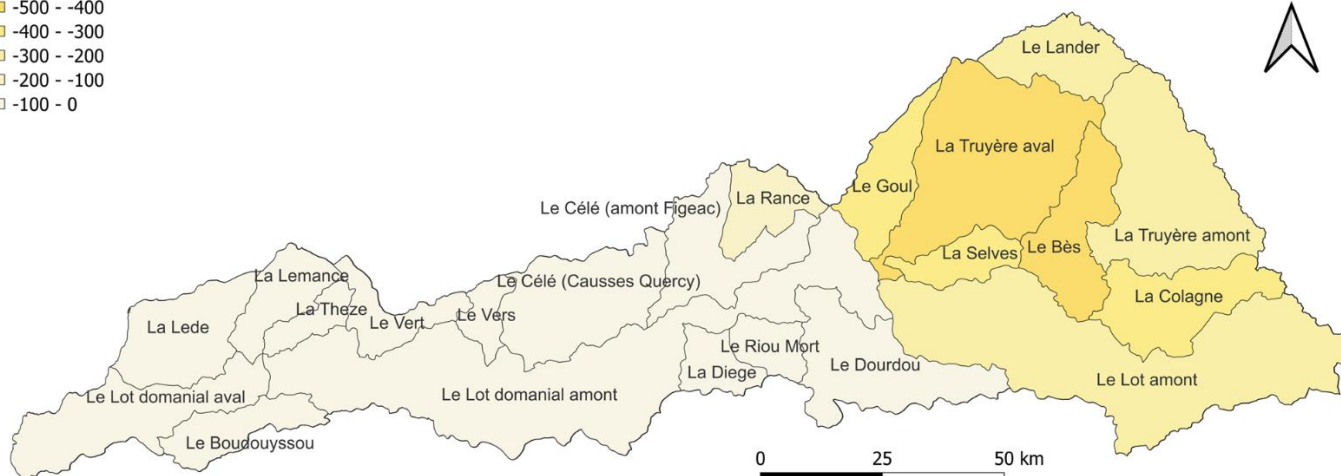 -500 - -400
-400 - -300
-300 - -200
-200 - -100
-100 - 0
Le Lander
La Truyère aval
Le Goul
La Rance
Le Célé (amont Figeac)
La Truyère amont
La Selves
Le Bès
La Lemance
Le Célé (Causses Quercy)
La Colagne
La Theze
Le Vers
Le Vert
La Lede
Le Riou Mort
Le Dourdou
La Diege
Le Lot amont
Le Lot domanial aval
Le Lot domanial amont
Le Boudouyssou
0 25 50 km